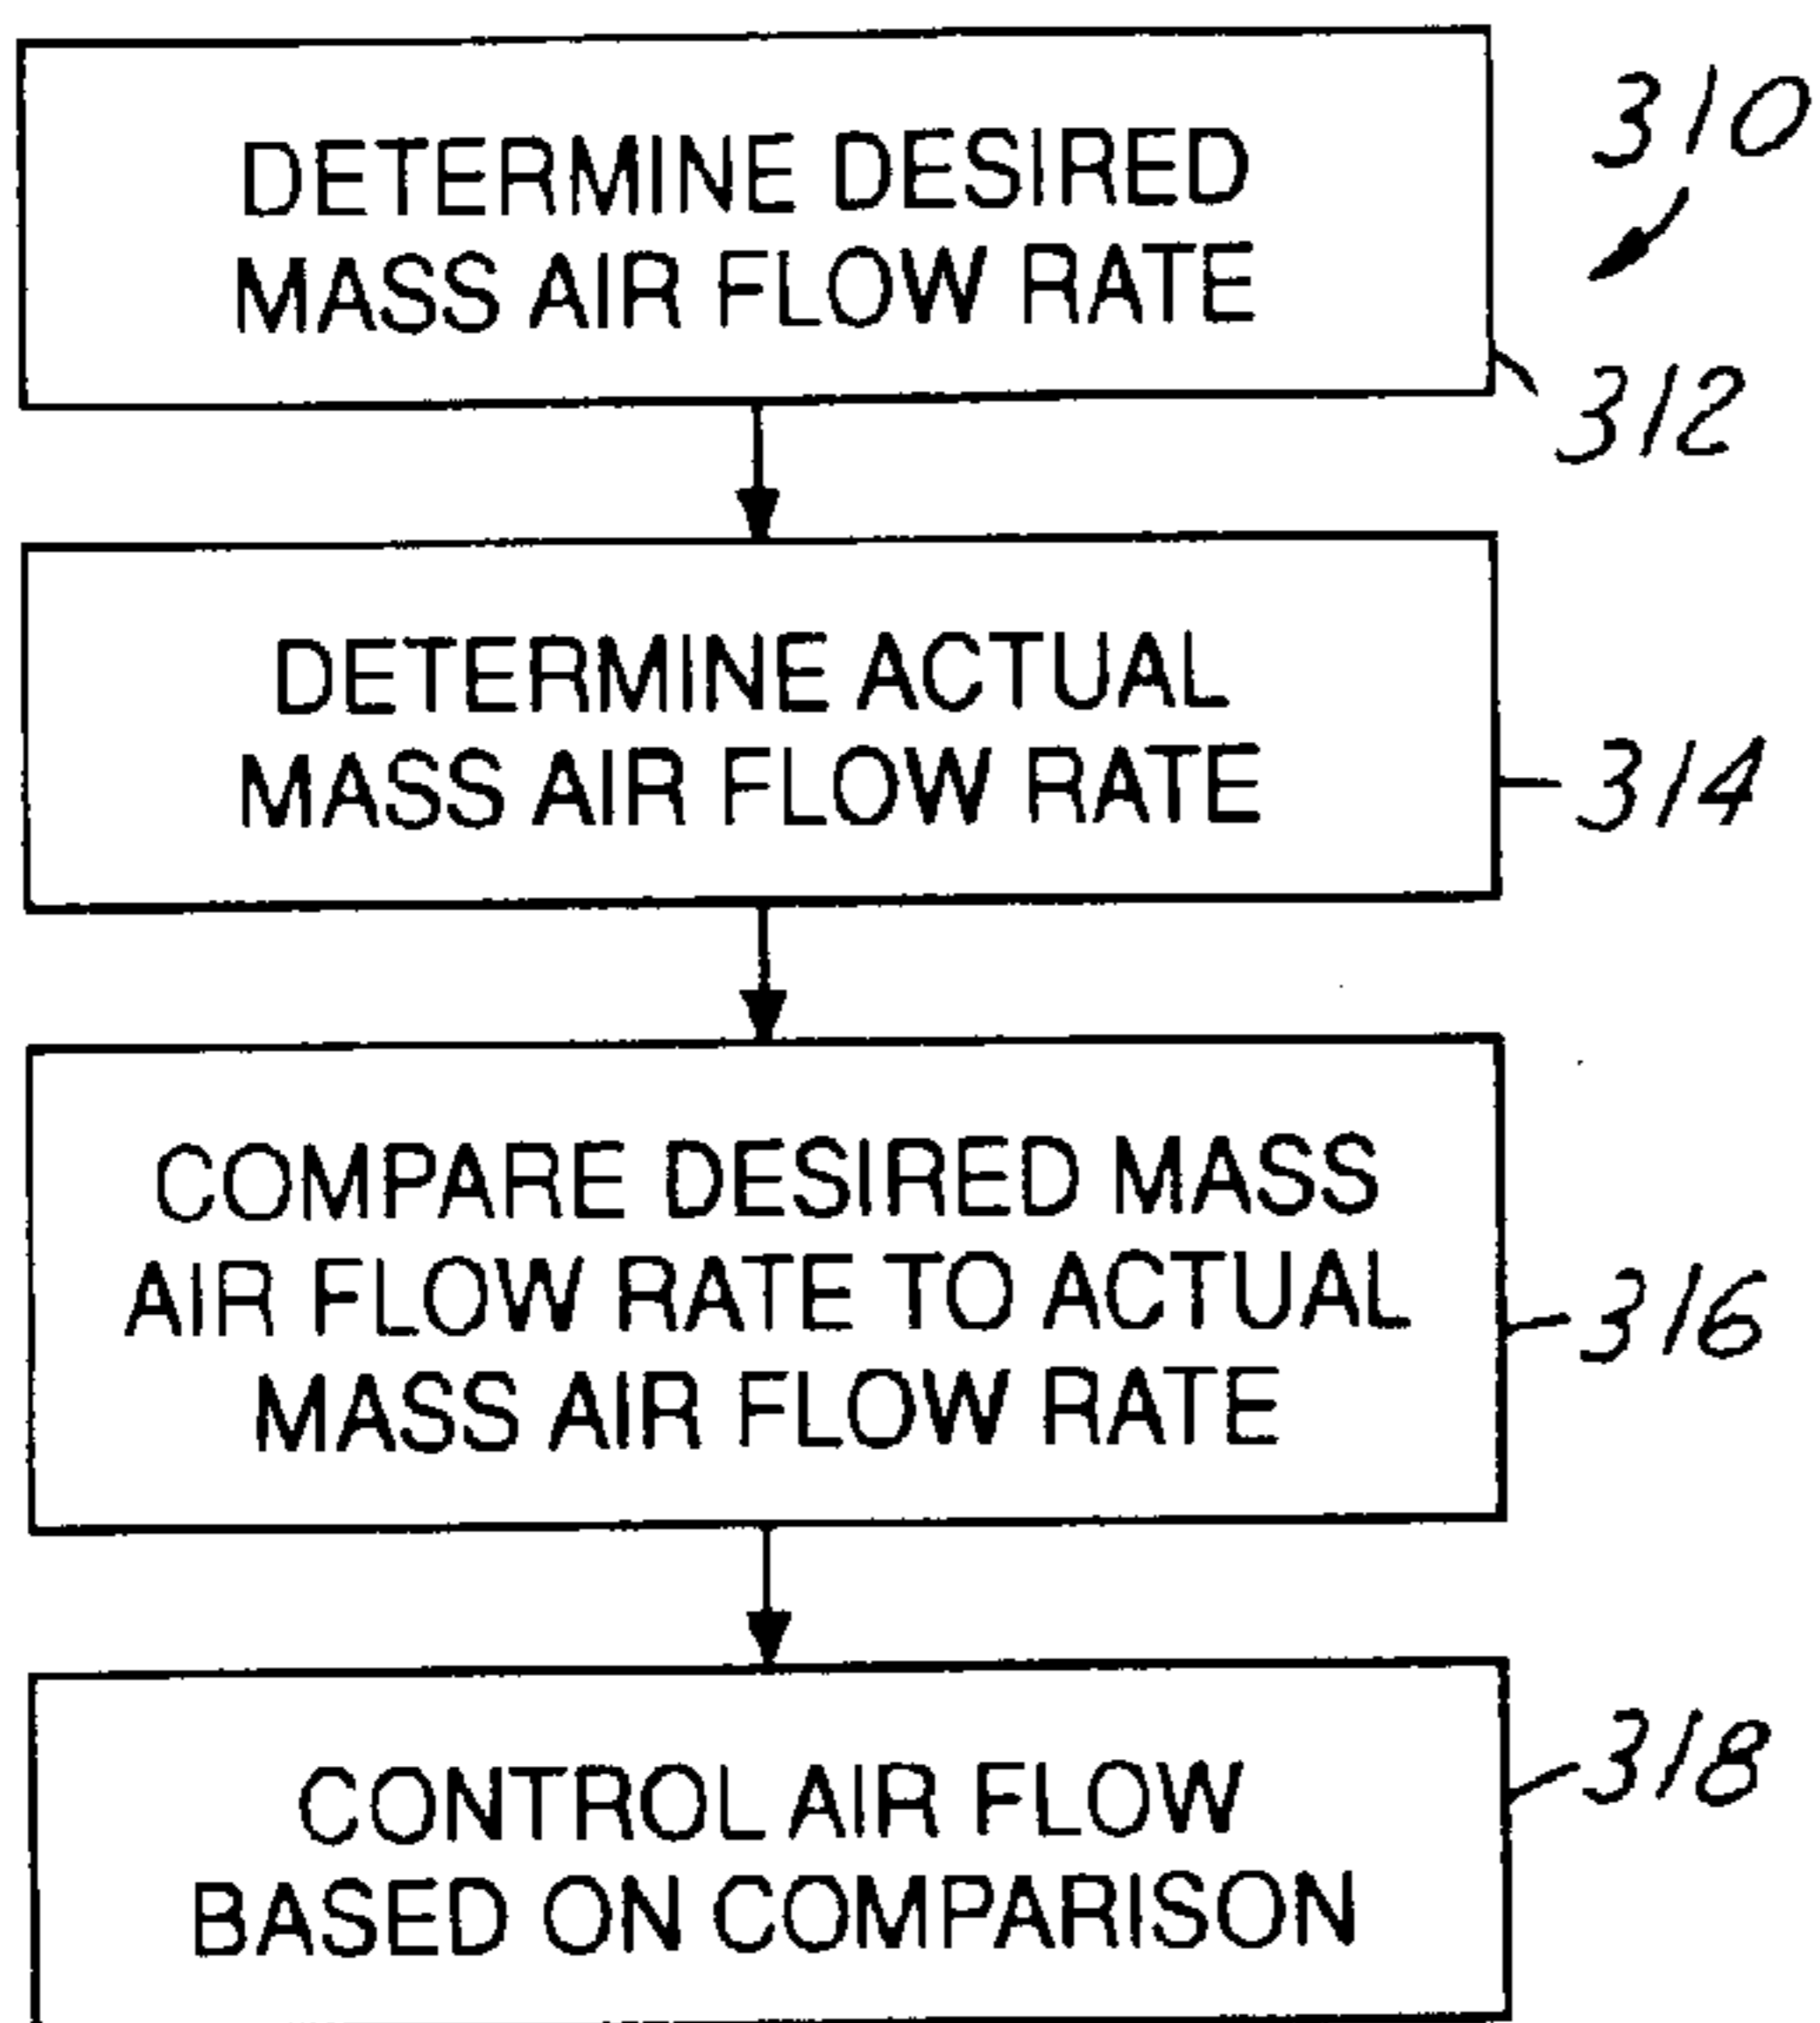 DETERMINE DESIRED
MASS AIR FLOW RATE
310
312
DETERMINE ACTUAL
MASS AIR FLOW RATE
314
COMPARE DESIRED MASS
AIR FLOW RATE TO ACTUAL
MASS AIR FLOW RATE
316
CONTROL AIR FLOW
BASED ON COMPARISON
318